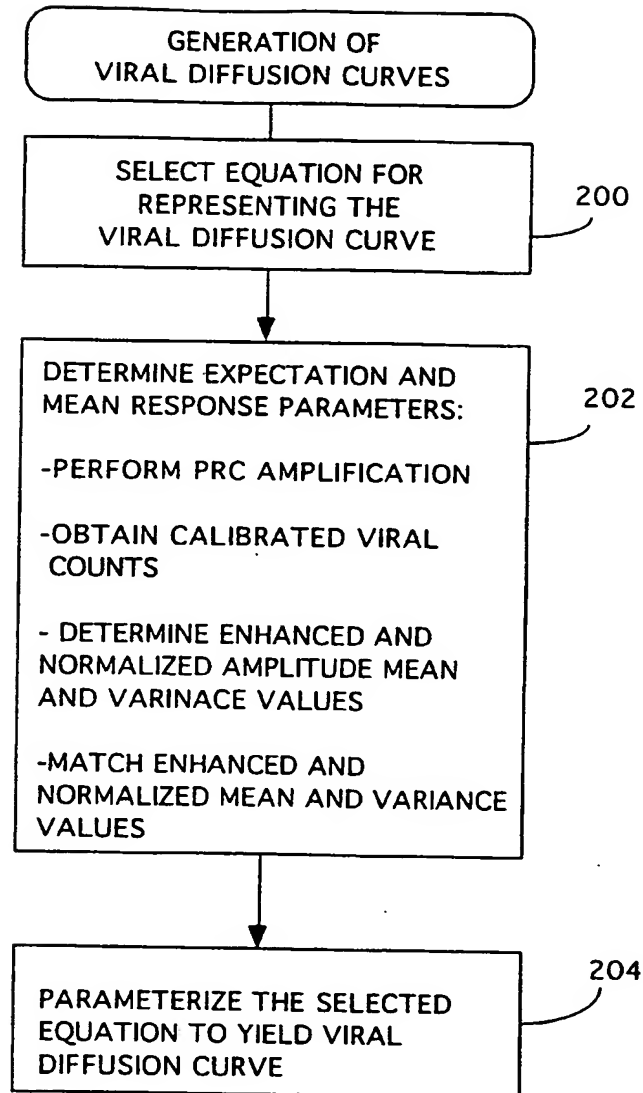 GENERATION OF
VIRAL DIFFUSION CURVES
SELECT EQUATION FOR
REPRESENTING THE
VIRAL DIFFUSION CURVE
200
DETERMINE EXPECTATION AND
MEAN RESPONSE PARAMETERS:
-PERFORM PRC AMPLIFICATION
-OBTAIN CALIBRATED VIRAL
COUNTS
- DETERMINE ENHANCED AND
NORMALIZED AMPLITUDE MEAN
AND VARINACE VALUES
-MATCH ENHANCED AND
NORMALIZED MEAN AND VARIANCE
VALUES
202
PARAMETERIZE THE SELECTED
EQUATION TO YIELD VIRAL
DIFFUSION CURVE
204